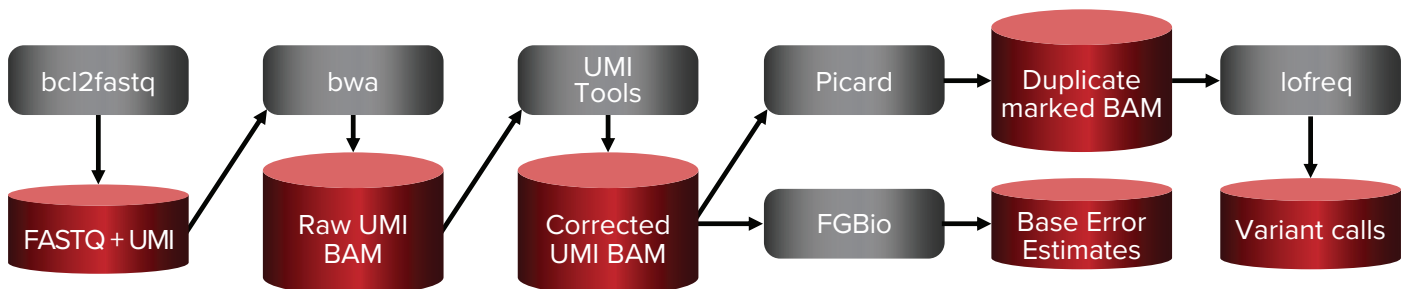 bcl2fastq
FASTQ + UMI
bwa
Raw UMI
BAM
UMI
Tools
Corrected
UMI BAM
Picard
Duplicate
marked BAM
lofreq
Variant calls
FGBio
Base Error
Estimates